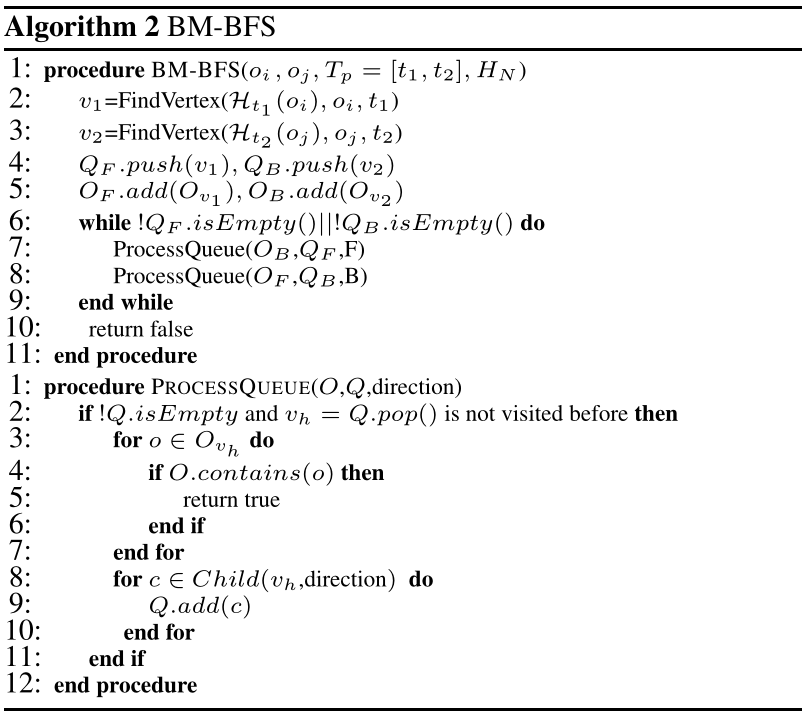 Algorithm 2 BM-BFS
1: procedure BM-BFS(o_i, o_j, T_p = [t_1, t_2], H_N)
2: v_1=FindVertex(ℋ_{t_1}(o_i), o_i, t_1)
3: v_2=FindVertex(ℋ_{t_2}(o_j), o_j, t_2)
4: Q_F.push(v_1), Q_B.push(v_2)
5: O_F.add(O_{v_1}), O_B.add(O_{v_2})
6: while !Q_F.isEmpty()||!Q_B.isEmpty() do
7: ProcessQueue(O_B,Q_F,F)
8: ProcessQueue(O_F,Q_B,B)
9: end while
10: return false
11: end procedure
1: procedure PROCESSQUEUE(O,Q,direction)
2: if !Q.isEmpty and v_h = Q.pop() is not visited before then
3: for o ∈ O_{v_h} do
4: if O.contains(o) then
5: return true
6: end if
7: end for
8: for c ∈ Child(v_h,direction) do
9: Q.add(c)
10: end for
11: end if
12: end procedure